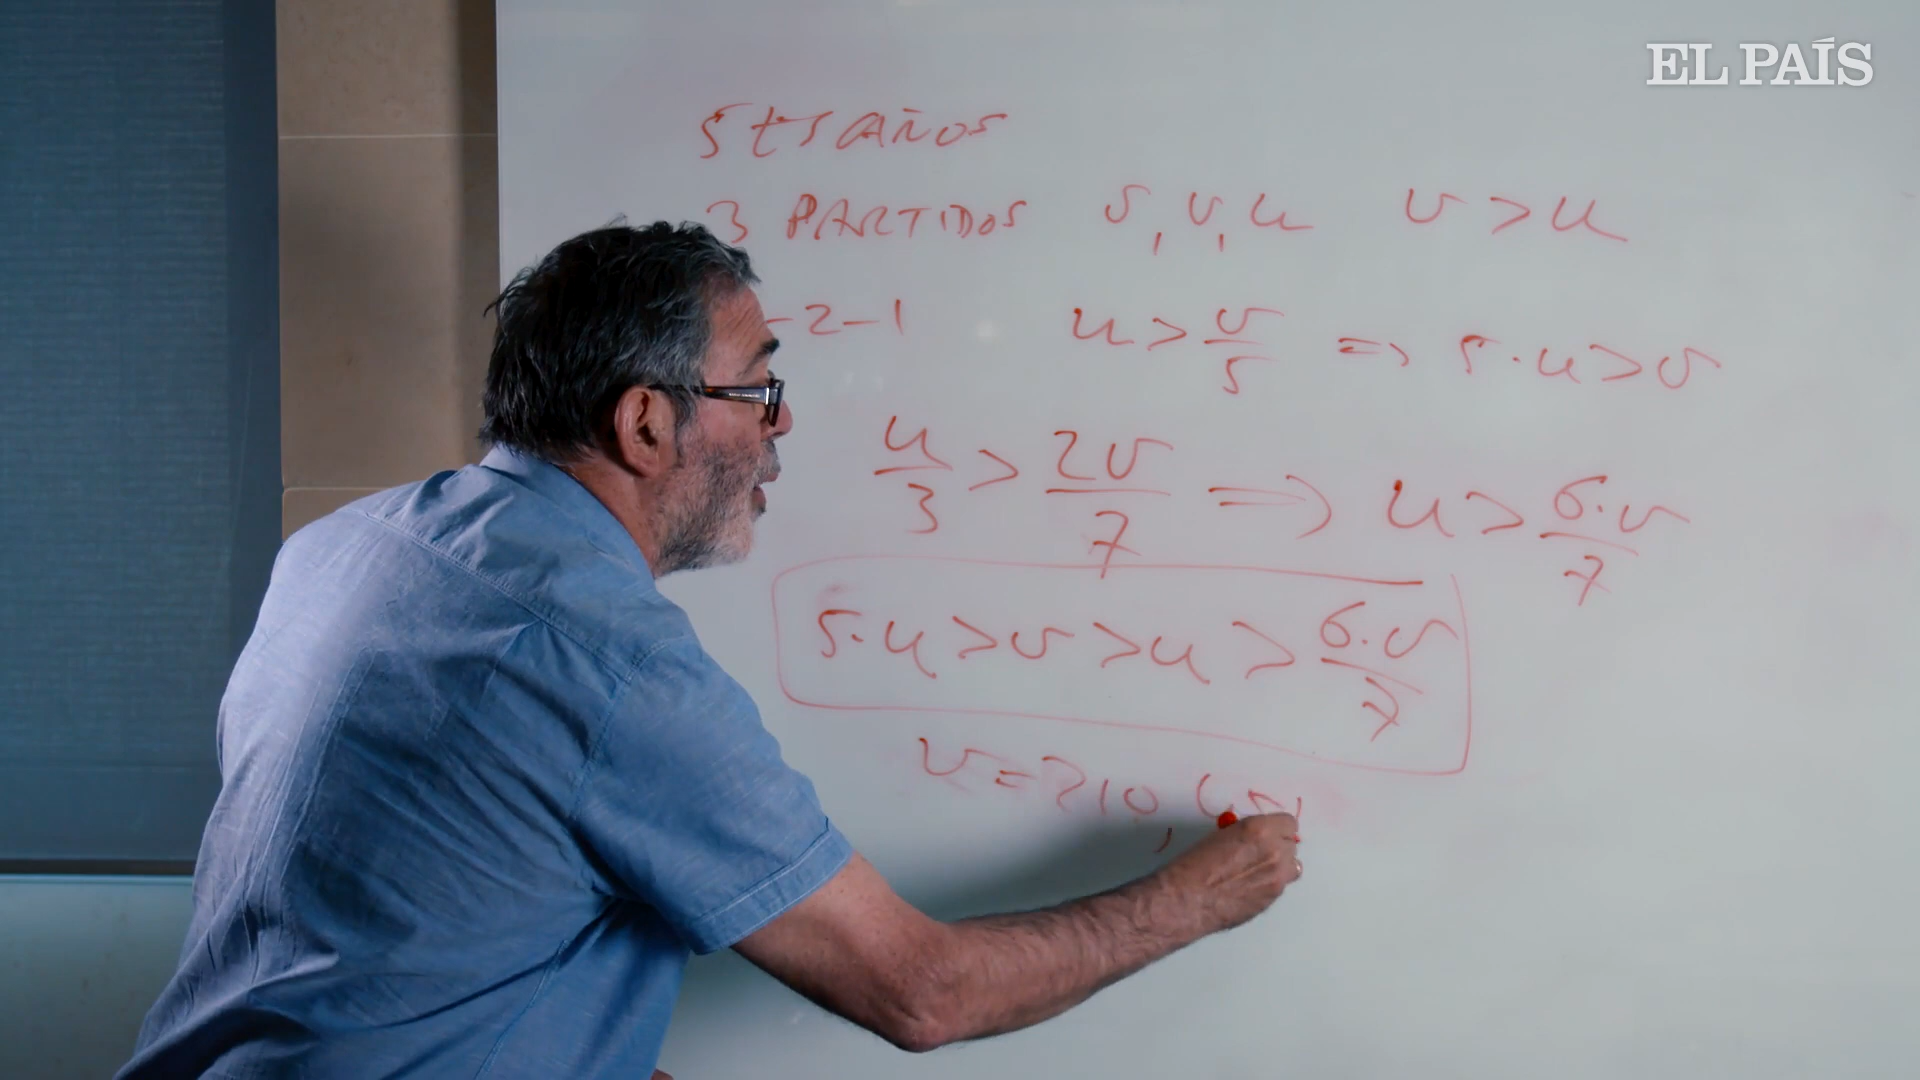 EL PAÍS
5 ESCAÑOS
3 PARTIDOS s, v, u v > u
-2-1 u > v/5 => 5·u > v
u/3 > 2v/7 => u > 6·v/7
5·u > v > u > 6·v/7
v = 210,